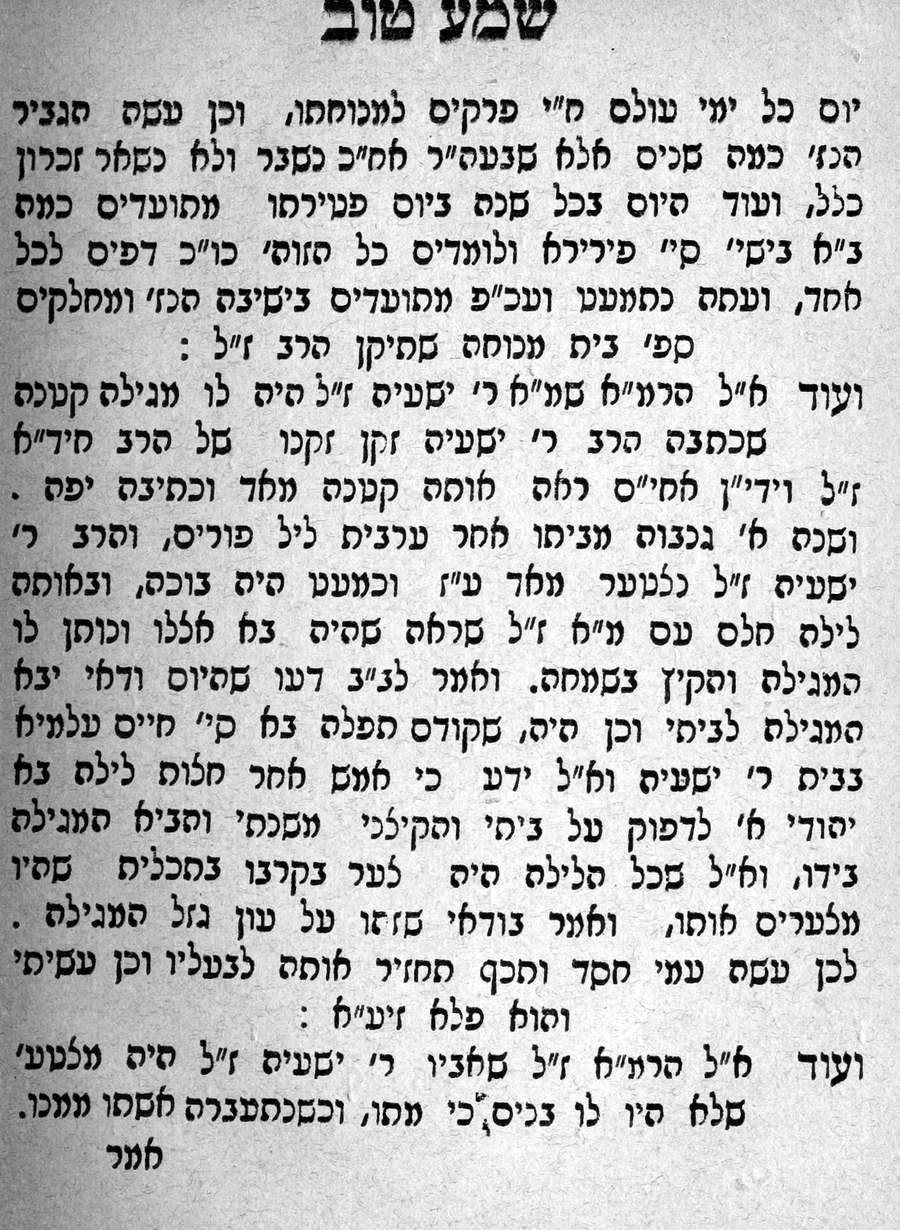 שמע טוב
יום כל ימי עולם ח"י פרקים למנוחתו, וכן עשה הגביר
הנז' כמה שנים אלא שבעה"ר אח"כ נשבר ולא נשאר זכרון
כלל, ועוד היום בכל שנה ביום פטירתו מתועדים כמה
ב"א בישי' סי' פירירא ולומדים כל הזוה' כו"כ דפים לכל
אחד, ועתה נתמעט ועכ"פ מתועדים בישיבה הנז' ומחלקים
ספ' בית מנוחה שתיקן הרב ז"ל :
ועוד א"ל הרמ"א שמ"א ר' ישעיה ז"ל היה לו מגילה קטנה
שכתבה הרב ר' ישעיה זקן זקנו של הרב חיד"א
ז"ל וידי"ן אחי"ס ראה אותה קטנה מאד וכתיבה יפה .
ושנה א' גנבוה מביתו אחר ערבית ליל פורים, והרב ר'
ישעיה ז"ל נצטער מאד ע"ז וכמעט היה בוכה, ובאותה
לילה חלם עם מ"א ז"ל שראה שהיה בא אצלו ונותן לו
המגילה והקיץ בשמחה. ואמר לב"ב דעו שהיום ודאי יבא
המגילה לביתי וכן היה, שקודם תפלה בא סי' חיים עלמיא
בבית ר' ישעיה וא"ל ידע כי אמש אחר חצות לילה בא
יהודי א' לדפוק על ביתי והקיצני משנתי והביא המגילה
בידו, וא"ל שכל הלילה היה צער בקרבו בתכלית שהיו
מצערים אותו, ואמר בודאי שזהו על עון גזל המגילה .
לכן עשה עמי חסד ותכף תחזיר אותה לבעליו וכן עשיתי
והוא פלא זיע"א :
ועוד א"ל הרמ"א ז"ל שאביו ר' ישעיה ז"ל היה מצטע'
שלא היו לו בנים כי מתו, וכשנתעברה אשתו ממנו.
אמר